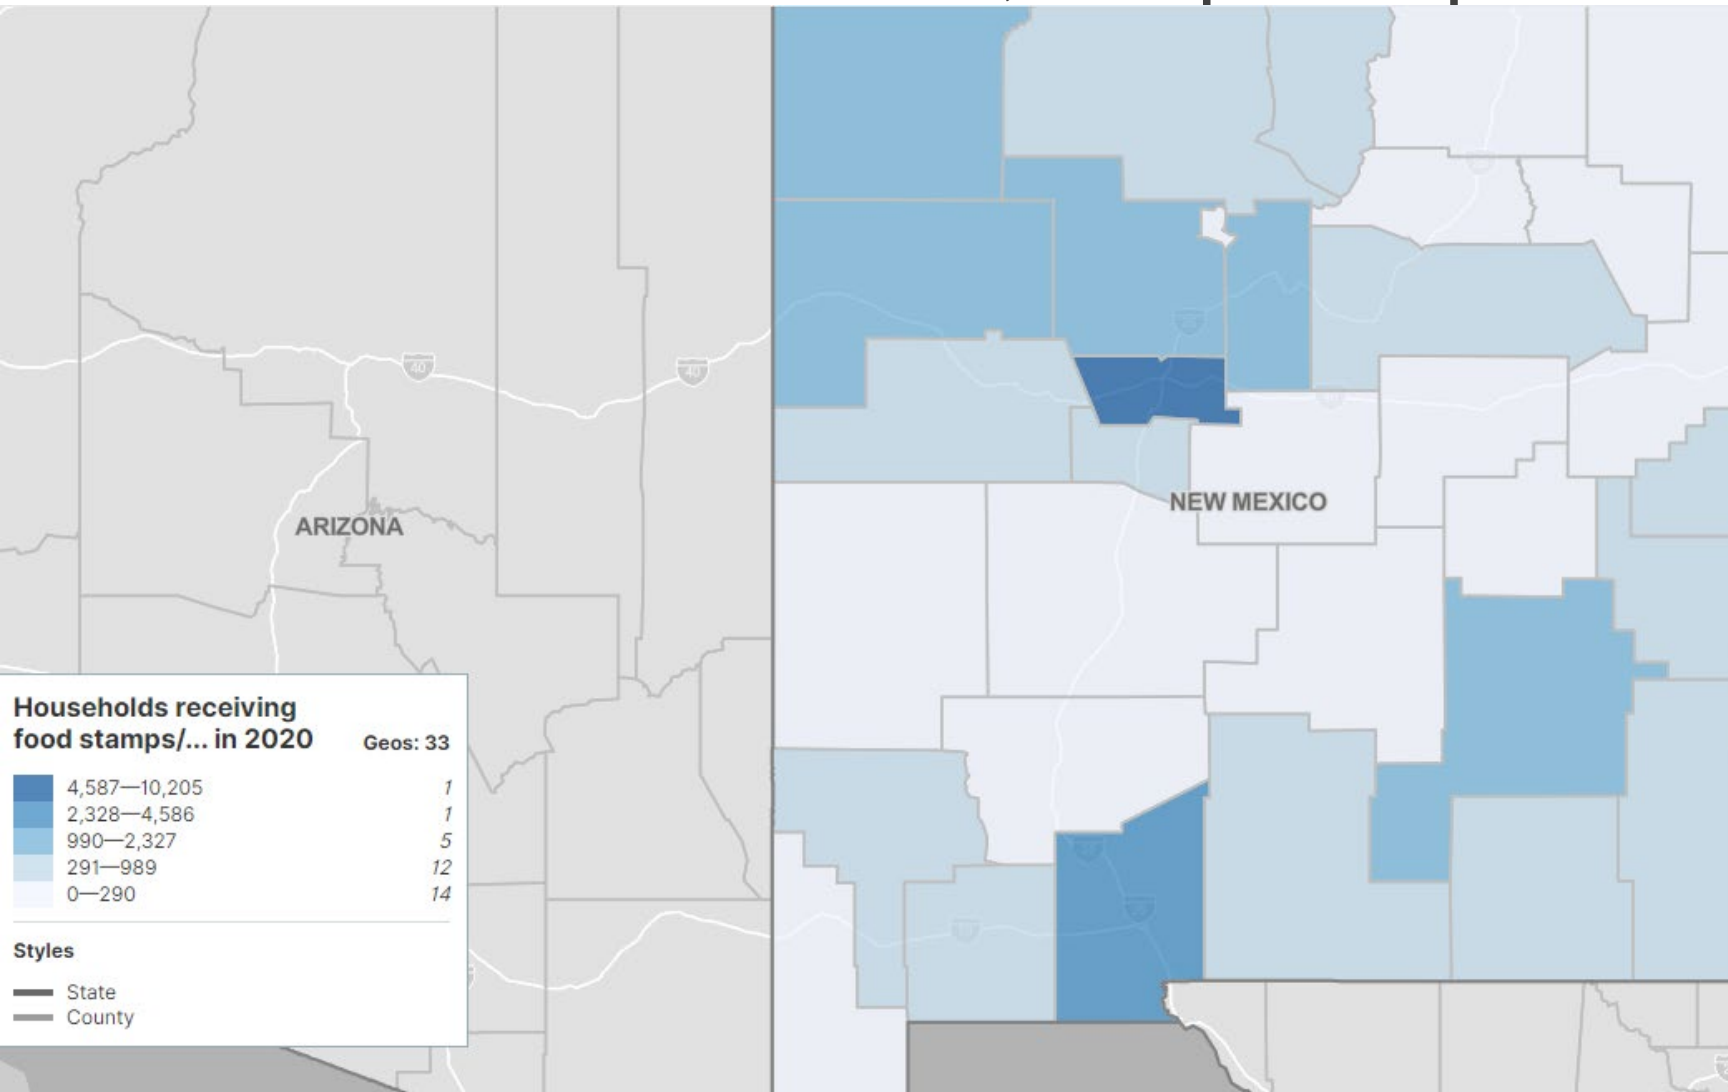 40
40
ARIZONA
NEW MEXICO
Households receiving
food stamps/... in 2020 Geos: 33
4,587—10,205 1
2,328—4,586 1
990—2,327 5
291—989 12
0—290 14
Styles
State
County